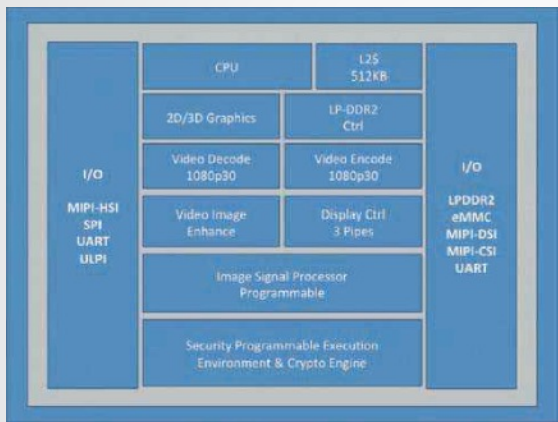 I/O
MIPI-HSI
SPI
UART
ULPI
CPU
L2$
512KB
2D/3D Graphics
LP-DDR2
Ctrl
Video Decode
1080p30
Video Encode
1080p30
Video Image
Enhance
Display Ctrl
3 Pipes
Image Signal Processor
Programmable
Security Programmable Execution
Environment & Crypto Engine
I/O
LPDDR2
eMMC
MIPI-DSI
MIPI-CSI
UART